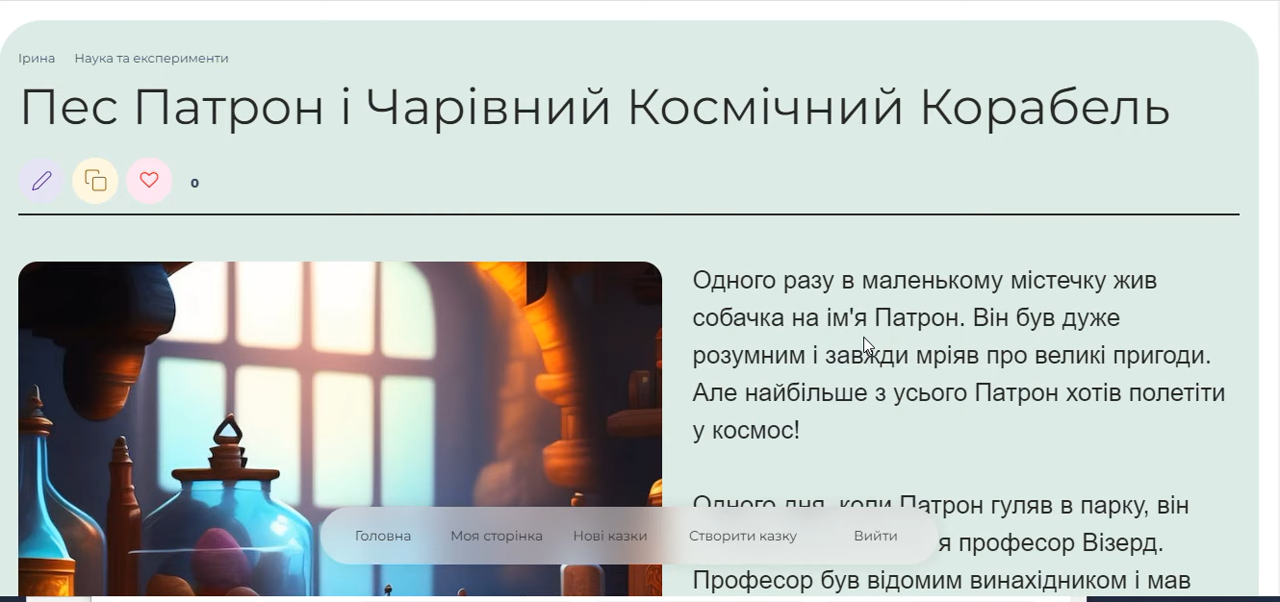 Ірина Наука та експерименти
Пес Патрон і Чарівний Космічний Корабель
0
Одного разу в маленькому містечку жив
собачка на ім'я Патрон. Він був дуже
розумним і завжди мріяв про великі пригоди.
Але найбільше з усього Патрон хотів полетіти
у космос!
Одного дня, коли Патрон гуляв в парку, він
я професор Візерд.
Професор був відомим винахідником і мав
Головна Моя сторінка Нові казки Створити казку Вийти